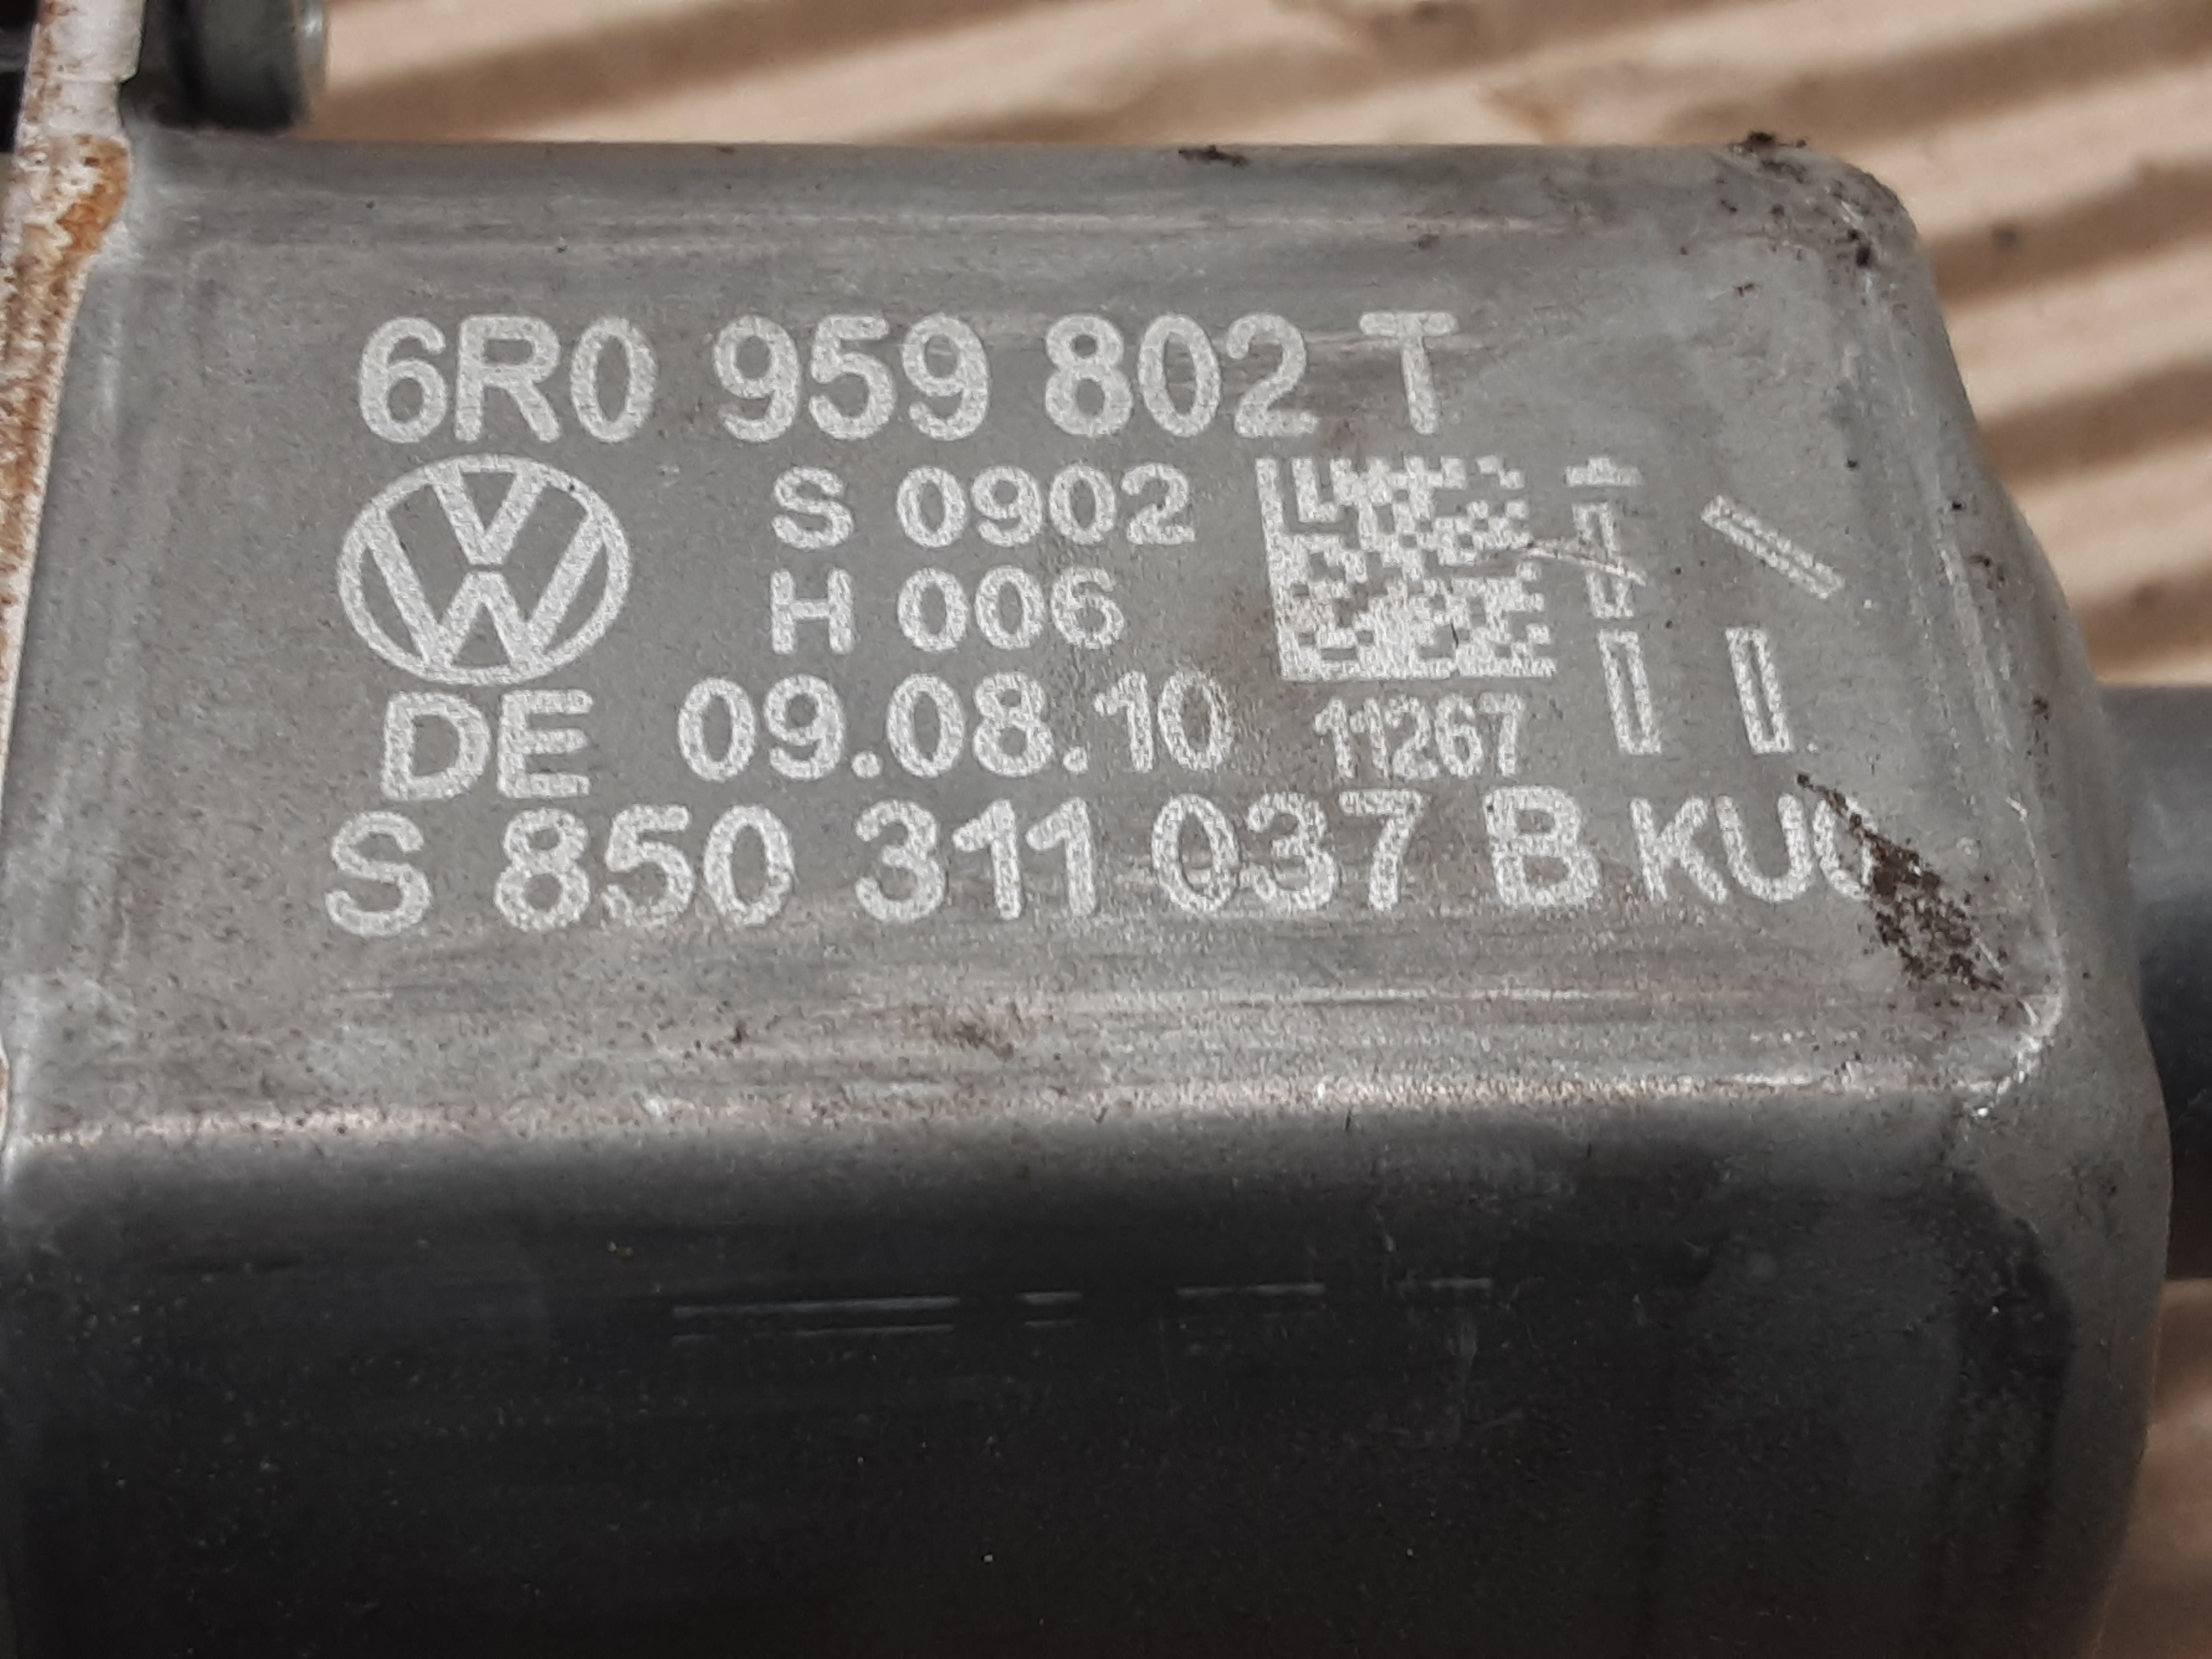 6R0 959 802 T
S 0902
H 006
DE 09.08.10 11267
S 850 311 037 B